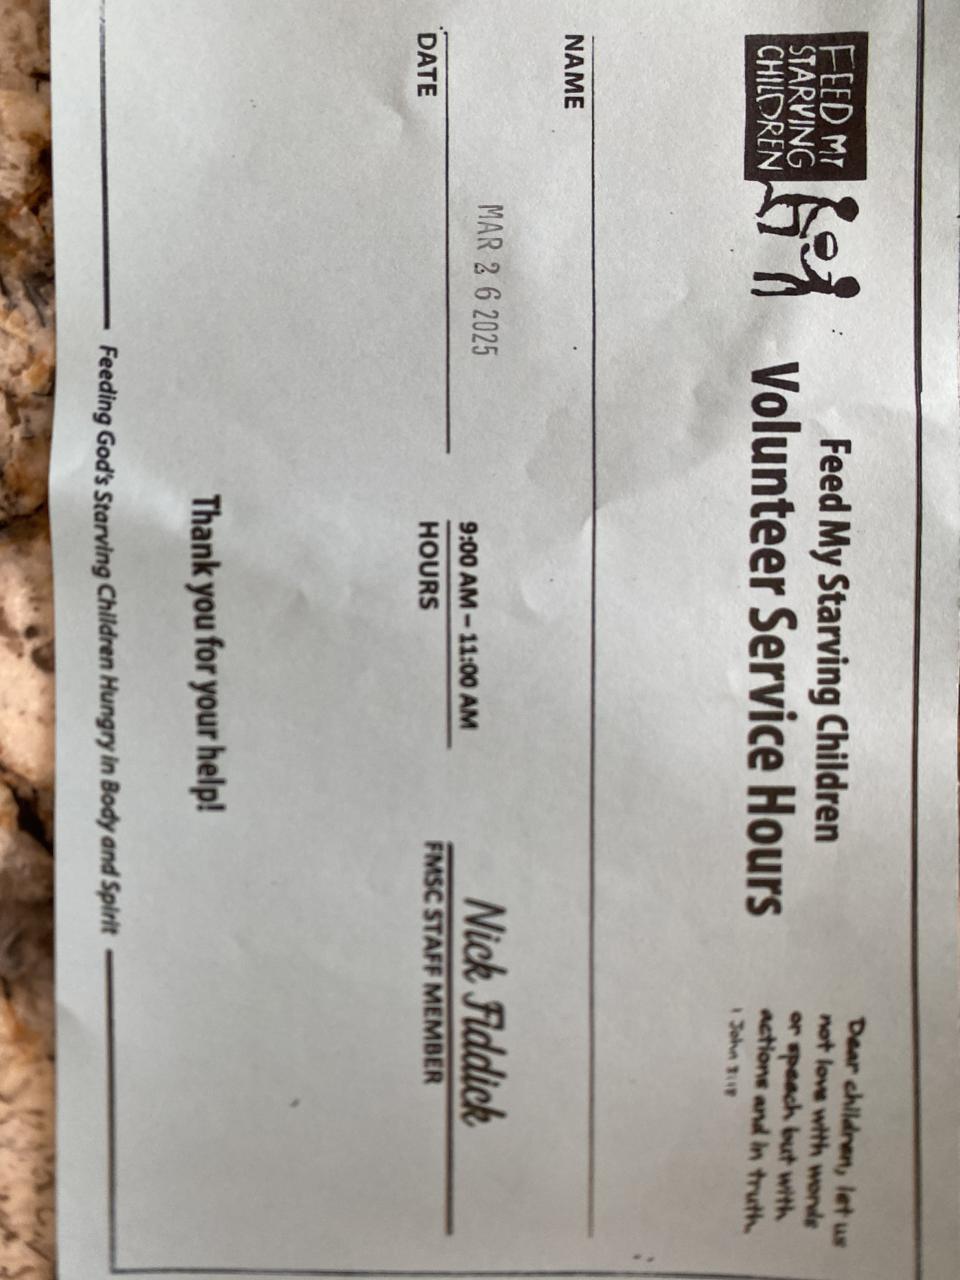 FEED MY
STARVING
CHILDREN
Feed My Starving Children
Volunteer Service Hours
Dear children, let us
not love with words
or speech but with
actions and in truth.
1 John 3:18
NAME
MAR 26 2025
DATE
9:00 AM – 11:00 AM
HOURS
Nick Fiddick
FMSC STAFF MEMBER
Thank you for your help!
Feeding God's Starving Children Hungry in Body and Spirit